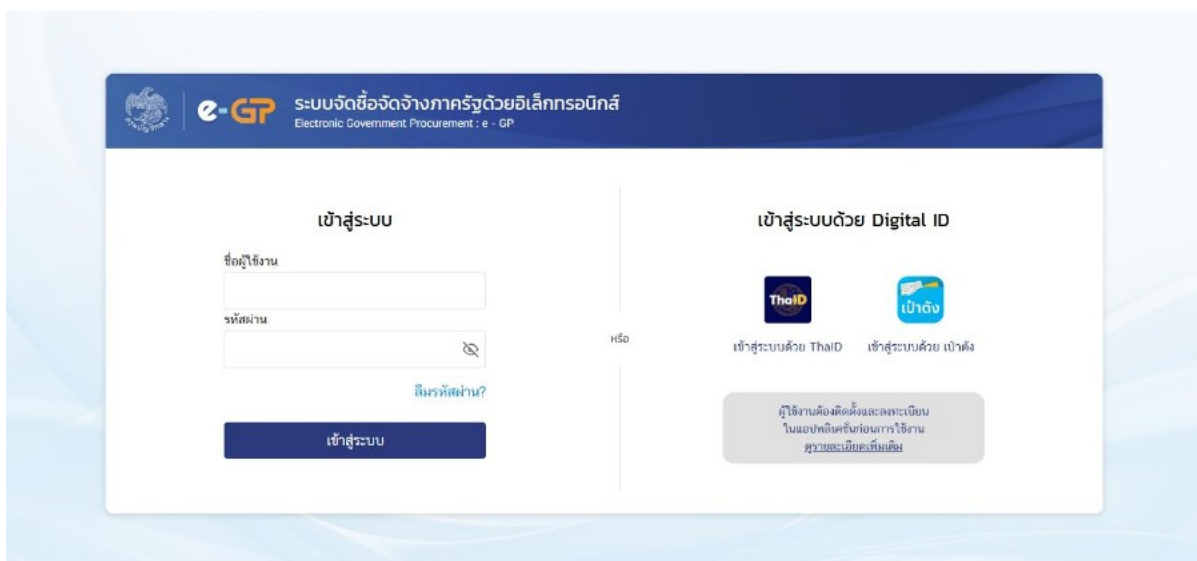 e-GP
ระบบจัดซื้อจัดจ้างภาครัฐด้วยอิเล็กทรอนิกส์
Electronic Government Procurement : e - GP
เข้าสู่ระบบ
ชื่อผู้ใช้งาน
รหัสผ่าน
ลืมรหัสผ่าน?
เข้าสู่ระบบ
หรือ
เข้าสู่ระบบด้วย Digital ID
ThaID
เป๋าตัง
เข้าสู่ระบบด้วย ThaID
เข้าสู่ระบบด้วย เป๋าตัง
ผู้ใช้งานต้องติดตั้งและลงทะเบียน
ในแอปพลิเคชันก่อนการใช้งาน
ดูรายละเอียดเพิ่มเติม